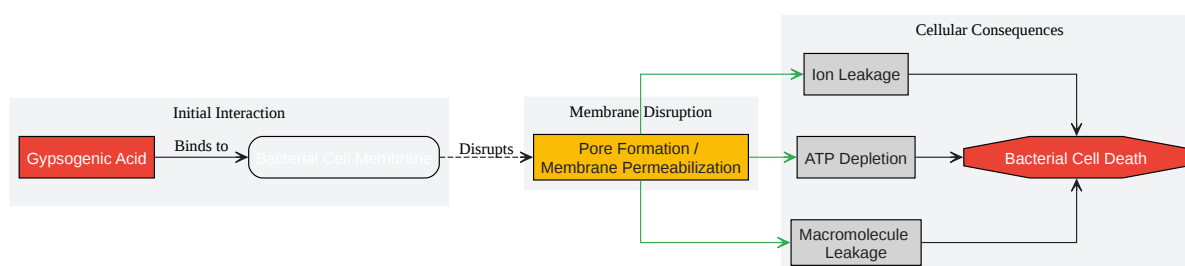 Cellular Consequences
Ion Leakage
Initial Interaction
Membrane Disruption
Gypsogenic Acid
Binds to
Bacterial Cell Membrane
Disrupts
Pore Formation /
Membrane Permeabilization
ATP Depletion
Bacterial Cell Death
Macromolecule
Leakage